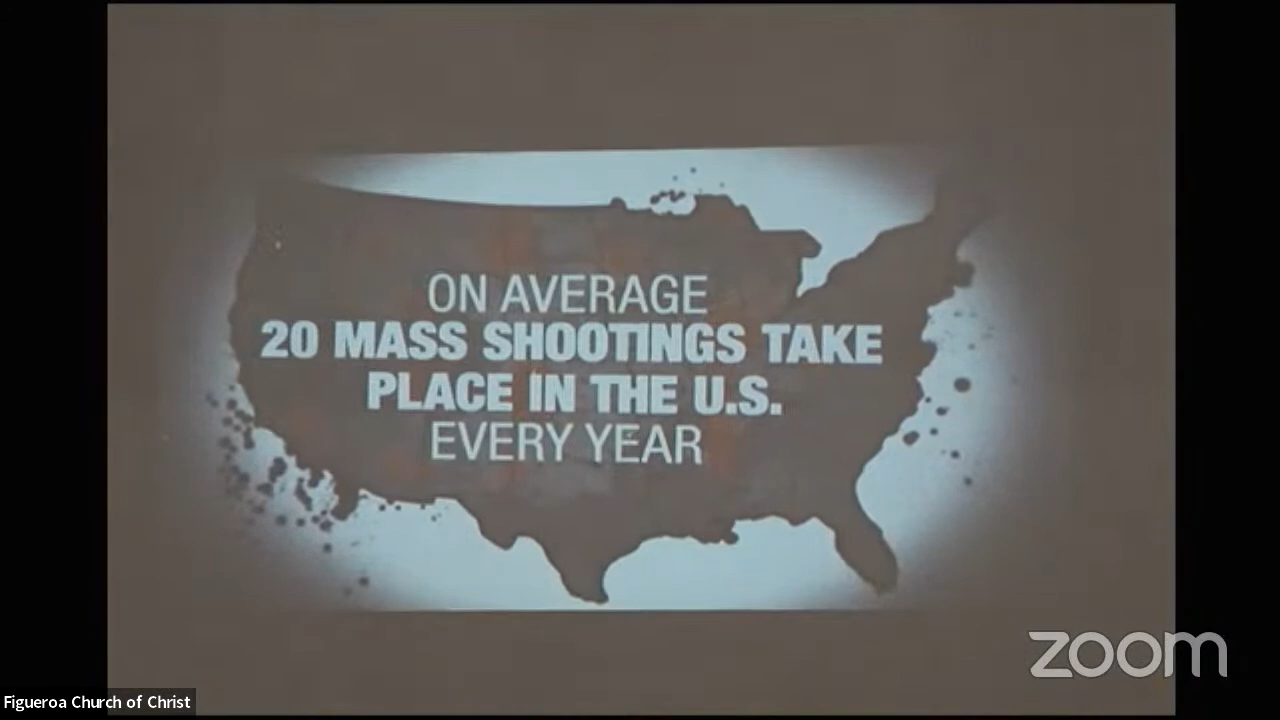 ON AVERAGE
20 MASS SHOOTINGS TAKE
PLACE IN THE U.S.
EVERY YEAR
zoom
Figueroa Church of Christ